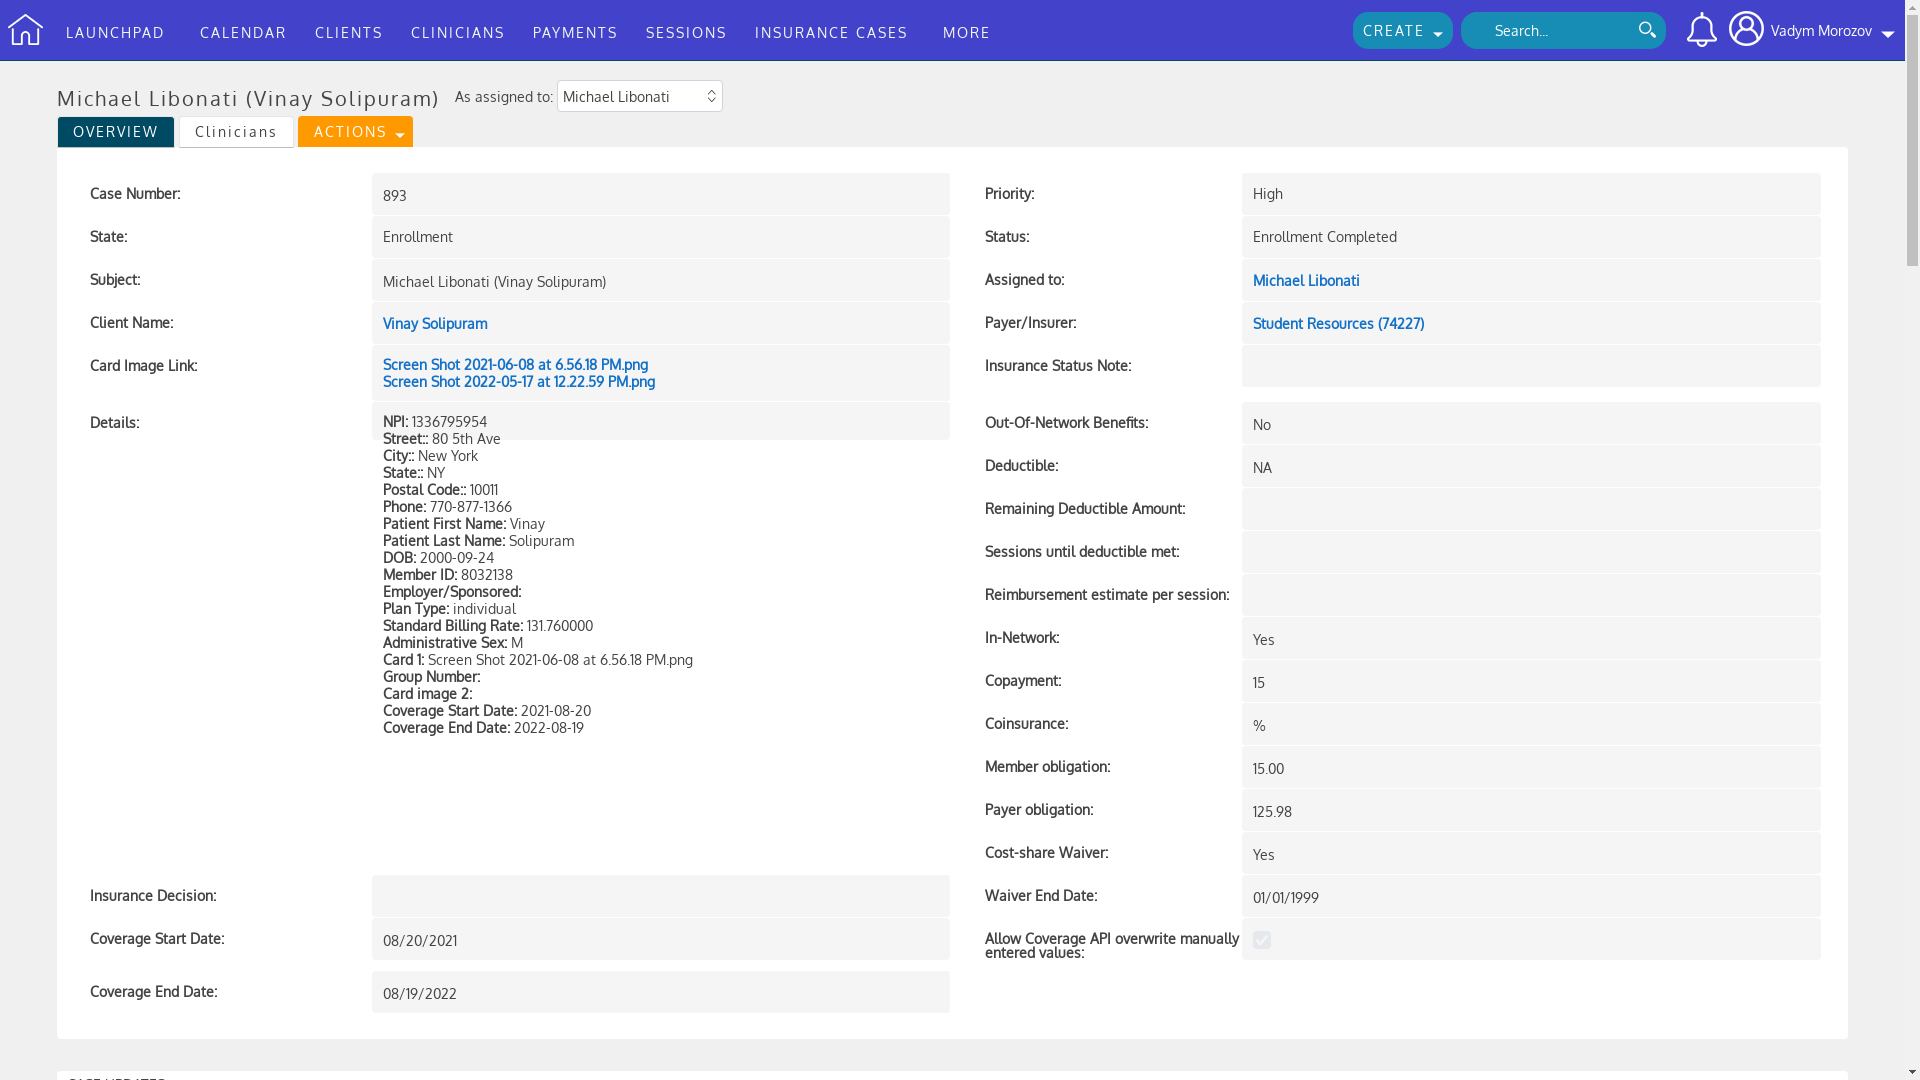 LAUNCHPAD CALENDAR CLIENTS CLINICIANS PAYMENTS SESSIONS INSURANCE CASES MORE CREATE Search... Vadym Morozov
Michael Libonati (Vinay Solipuram) As assigned to: Michael Libonati
OVERVIEW Clinicians ACTIONS
Case Number: 893 Priority: High
State: Enrollment Status: Enrollment Completed
Subject: Michael Libonati (Vinay Solipuram) Assigned to: Michael Libonati
Client Name: Vinay Solipuram Payer/Insurer: Student Resources (74227)
Card Image Link: Screen Shot 2021-06-08 at 6.56.18 PM.png Insurance Status Note:
Screen Shot 2022-05-17 at 12.22.59 PM.png
Details: NPI: 1336795954 Out-Of-Network Benefits: No
Street:: 80 5th Ave
City:: New York
State:: NY Deductible: NA
Postal Code:: 10011
Phone: 770-877-1366 Remaining Deductible Amount:
Patient First Name: Vinay
Patient Last Name: Solipuram
DOB: 2000-09-24 Sessions until deductible met:
Member ID: 8032138
Employer/Sponsored: Reimbursement estimate per session:
Plan Type: individual
Standard Billing Rate: 131.760000
Administrative Sex: M In-Network: Yes
Card 1: Screen Shot 2021-06-08 at 6.56.18 PM.png
Group Number: Copayment: 15
Card image 2:
Coverage Start Date: 2021-08-20
Coverage End Date: 2022-08-19 Coinsurance: %
Member obligation: 15.00
Payer obligation: 125.98
Cost-share Waiver: Yes
Insurance Decision: Waiver End Date: 01/01/1999
Coverage Start Date: 08/20/2021 Allow Coverage API overwrite manually
entered values:
Coverage End Date: 08/19/2022